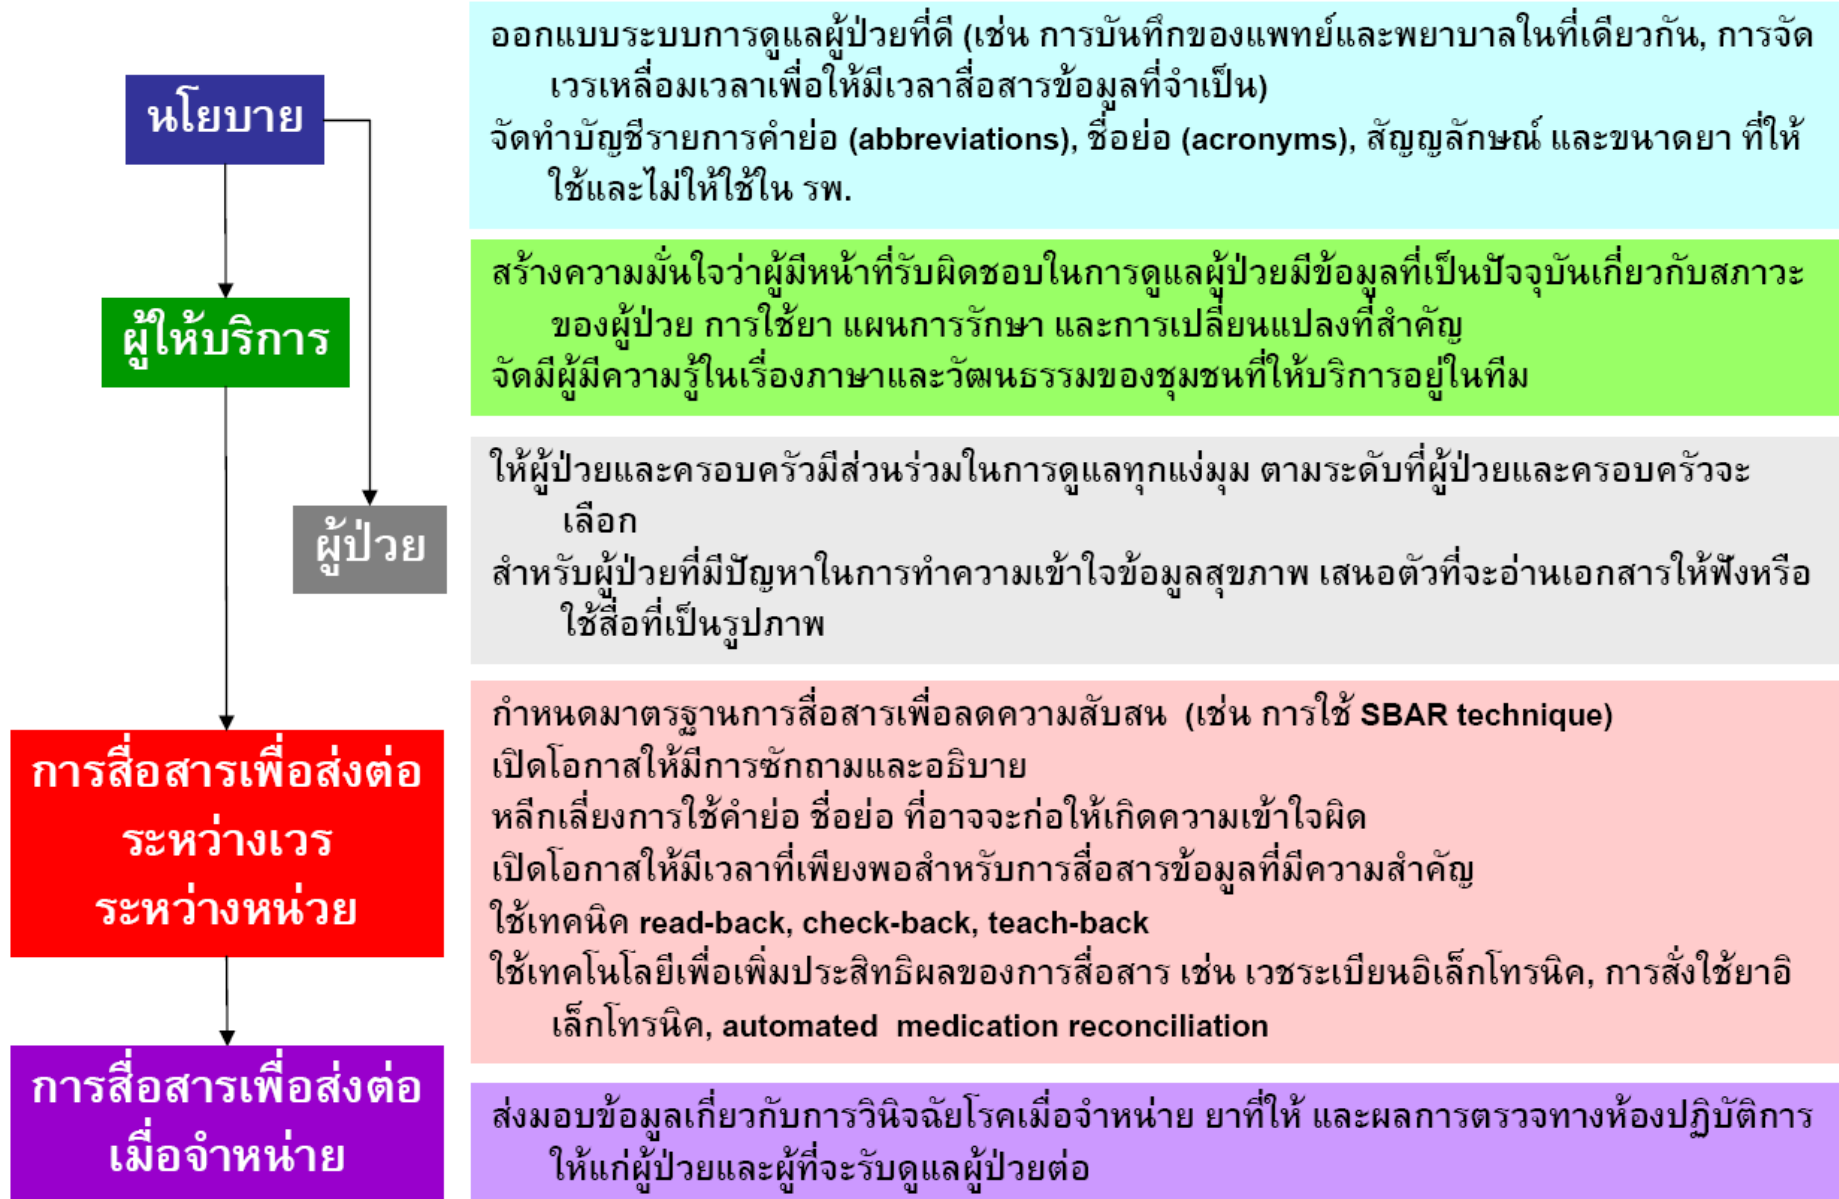 นโยบาย
ออกแบบระบบการดูแลผู้ป่วยที่ดี (เช่น การบันทึกของแพทย์และพยาบาลในที่เดียวกัน, การจัด
เวรเหลื่อมเวลาเพื่อให้มีเวลาสื่อสารข้อมูลที่จำเป็น)
จัดทำบัญชีรายการคำย่อ (abbreviations), ชื่อย่อ (acronyms), สัญญลักษณ์ และขนาดยา ที่ให้
ใช้และไม่ให้ใช้ใน รพ.
ผู้ให้บริการ
สร้างความมั่นใจว่าผู้มีหน้าที่รับผิดชอบในการดูแลผู้ป่วยมีข้อมูลที่เป็นปัจจุบันเกี่ยวกับสภาวะ
ของผู้ป่วย การใช้ยา แผนการรักษา และการเปลี่ยนแปลงที่สำคัญ
จัดมีผู้มีความรู้ในเรื่องภาษาและวัฒนธรรมของชุมชนที่ให้บริการอยู่ในทีม
ผู้ป่วย
ให้ผู้ป่วยและครอบครัวมีส่วนร่วมในการดูแลทุกแง่มุม ตามระดับที่ผู้ป่วยและครอบครัวจะ
เลือก
สำหรับผู้ป่วยที่มีปัญหาในการทำความเข้าใจข้อมูลสุขภาพ เสนอตัวที่จะอ่านเอกสารให้ฟังหรือ
ใช้สื่อที่เป็นรูปภาพ
การสื่อสารเพื่อส่งต่อ
ระหว่างเวร
ระหว่างหน่วย
กำหนดมาตรฐานการสื่อสารเพื่อลดความสับสน (เช่น การใช้ SBAR technique)
เปิดโอกาสให้มีการซักถามและอธิบาย
หลีกเลี่ยงการใช้คำย่อ ชื่อย่อ ที่อาจจะก่อให้เกิดความเข้าใจผิด
เปิดโอกาสให้มีเวลาที่เพียงพอสำหรับการสื่อสารข้อมูลที่มีความสำคัญ
ใช้เทคนิค read-back, check-back, teach-back
ใช้เทคโนโลยีเพื่อเพิ่มประสิทธิผลของการสื่อสาร เช่น เวชระเบียนอิเล็กโทรนิค, การสั่งใช้ยาอิ
เล็กโทรนิค, automated medication reconciliation
การสื่อสารเพื่อส่งต่อ
เมื่อจำหน่าย
ส่งมอบข้อมูลเกี่ยวกับการวินิจฉัยโรคเมื่อจำหน่าย ยาที่ให้ และผลการตรวจทางห้องปฏิบัติการ
ให้แก่ผู้ป่วยและผู้ที่จะรับดูแลผู้ป่วยต่อ